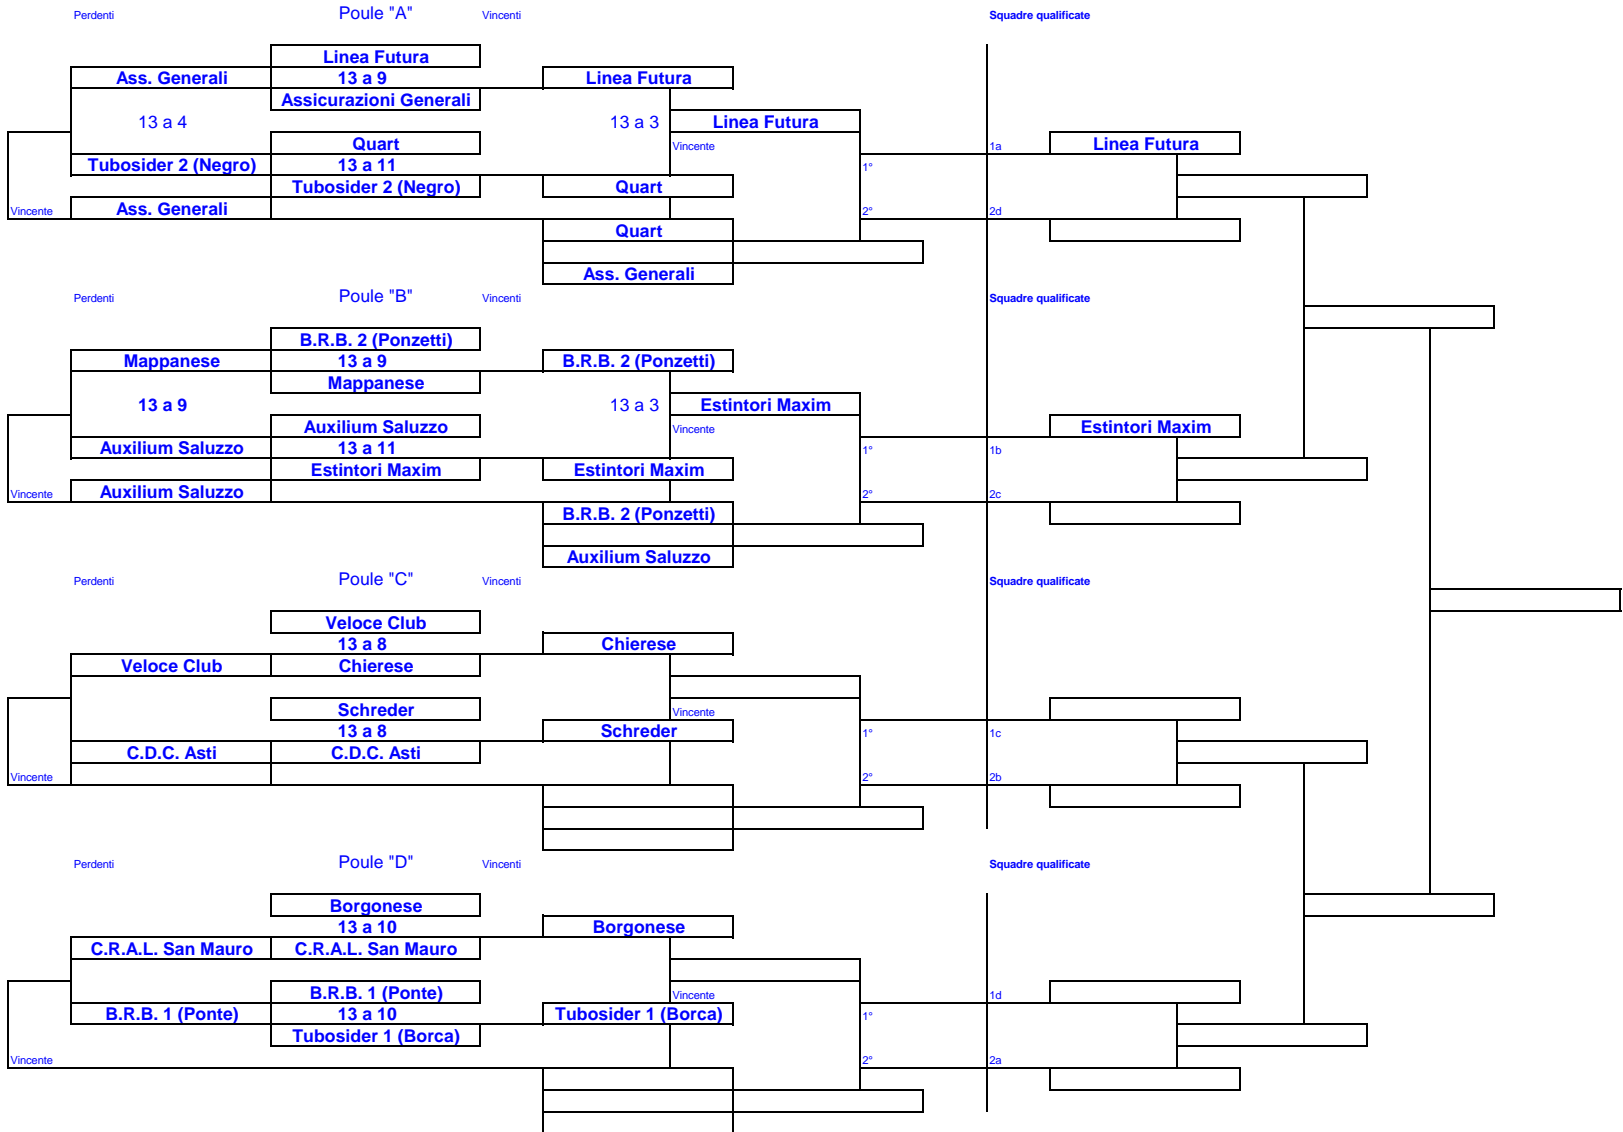 Perdenti Poule "A" Vincenti Squadre qualificate
Linea Futura
Ass. Generali 13 a 9 Linea Futura
Assicurazioni Generali
13 a 4 13 a 3 Linea Futura
Quart Vincente 1a Linea Futura
Tubosider 2 (Negro) 13 a 11 1°
Tubosider 2 (Negro) Quart
Vincente Ass. Generali 2° 2d
Quart
Ass. Generali
Perdenti Poule "B" Vincenti Squadre qualificate
B.R.B. 2 (Ponzetti)
Mappanese 13 a 9 B.R.B. 2 (Ponzetti)
Mappanese
13 a 9 13 a 3 Estintori Maxim
Auxilium Saluzzo Vincente Estintori Maxim
Auxilium Saluzzo 13 a 11 1° 1b
Estintori Maxim Estintori Maxim
Vincente Auxilium Saluzzo 2° 2c
B.R.B. 2 (Ponzetti)
Auxilium Saluzzo
Perdenti Poule "C" Vincenti Squadre qualificate
Veloce Club
13 a 8 Chierese
Veloce Club Chierese
Schreder Vincente
13 a 8 Schreder 1° 1c
C.D.C. Asti C.D.C. Asti
Vincente 2° 2b
Perdenti Poule "D" Vincenti Squadre qualificate
Borgonese
13 a 10 Borgonese
C.R.A.L. San Mauro C.R.A.L. San Mauro
B.R.B. 1 (Ponte) Vincente 1d
B.R.B. 1 (Ponte) 13 a 10 Tubosider 1 (Borca) 1°
Tubosider 1 (Borca)
Vincente 2° 2a